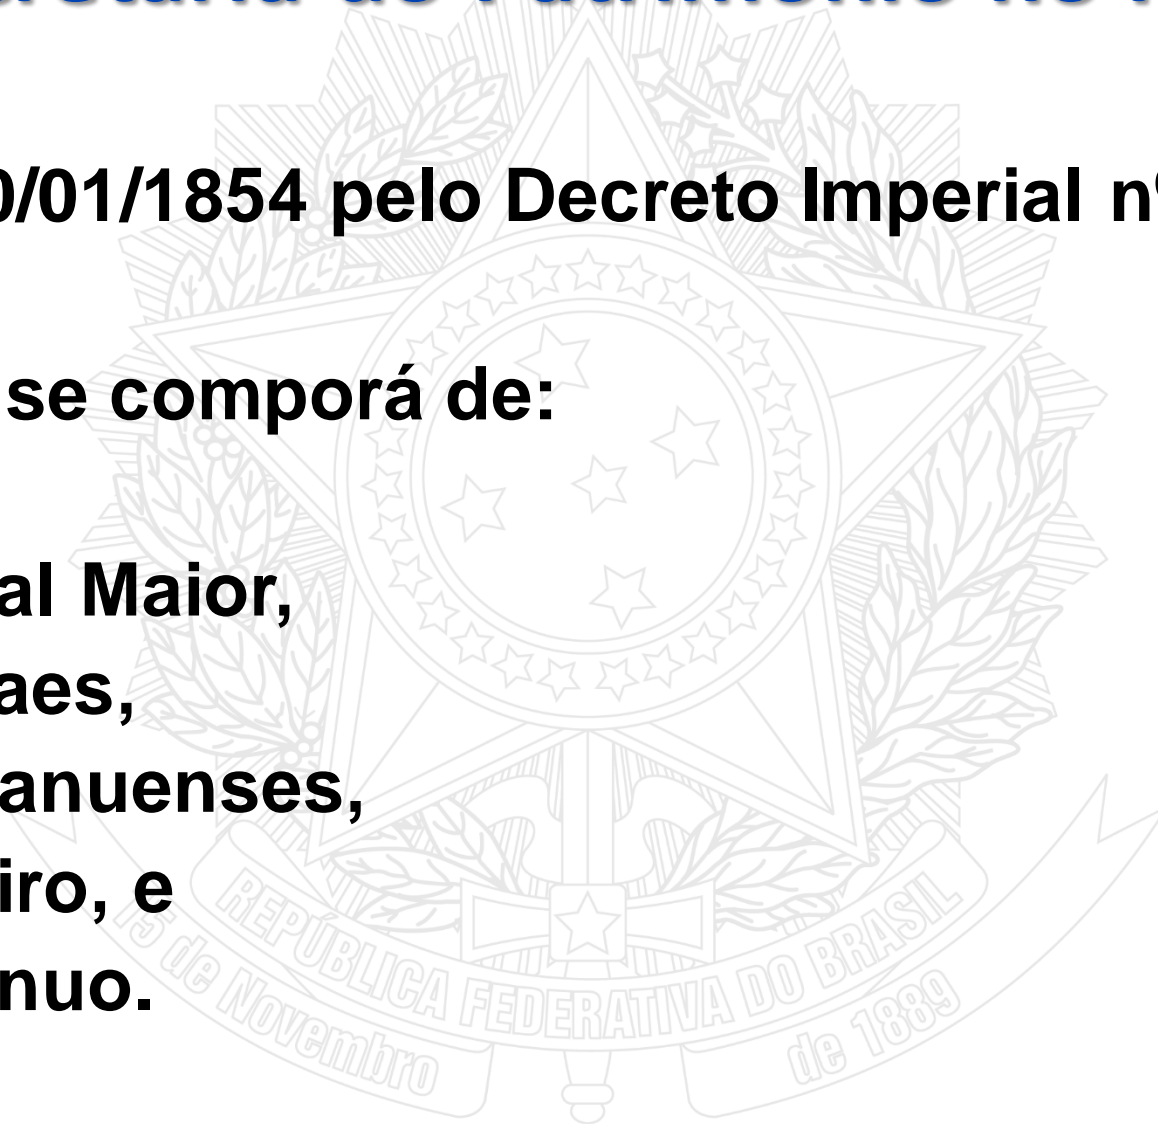 0/01/1854 pelo Decreto Imperial nº
se comporá de:
al Maior,
aes,
anuenses,
iro, e
nuo.
REPÚBLICA FEDERATIVA DO BRASIL
15 de Novembro de 1889